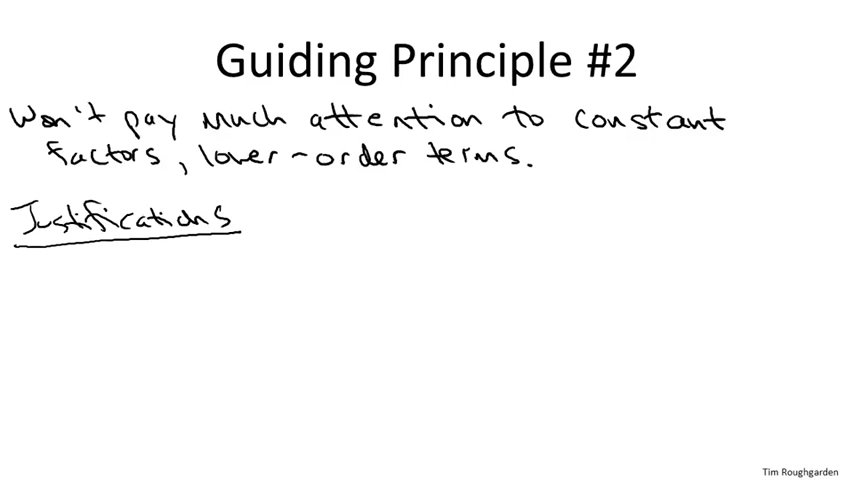 Guiding Principle #2
Won't pay much attention to constant
factors, lower-order terms.
Justifications
Tim Roughgarden